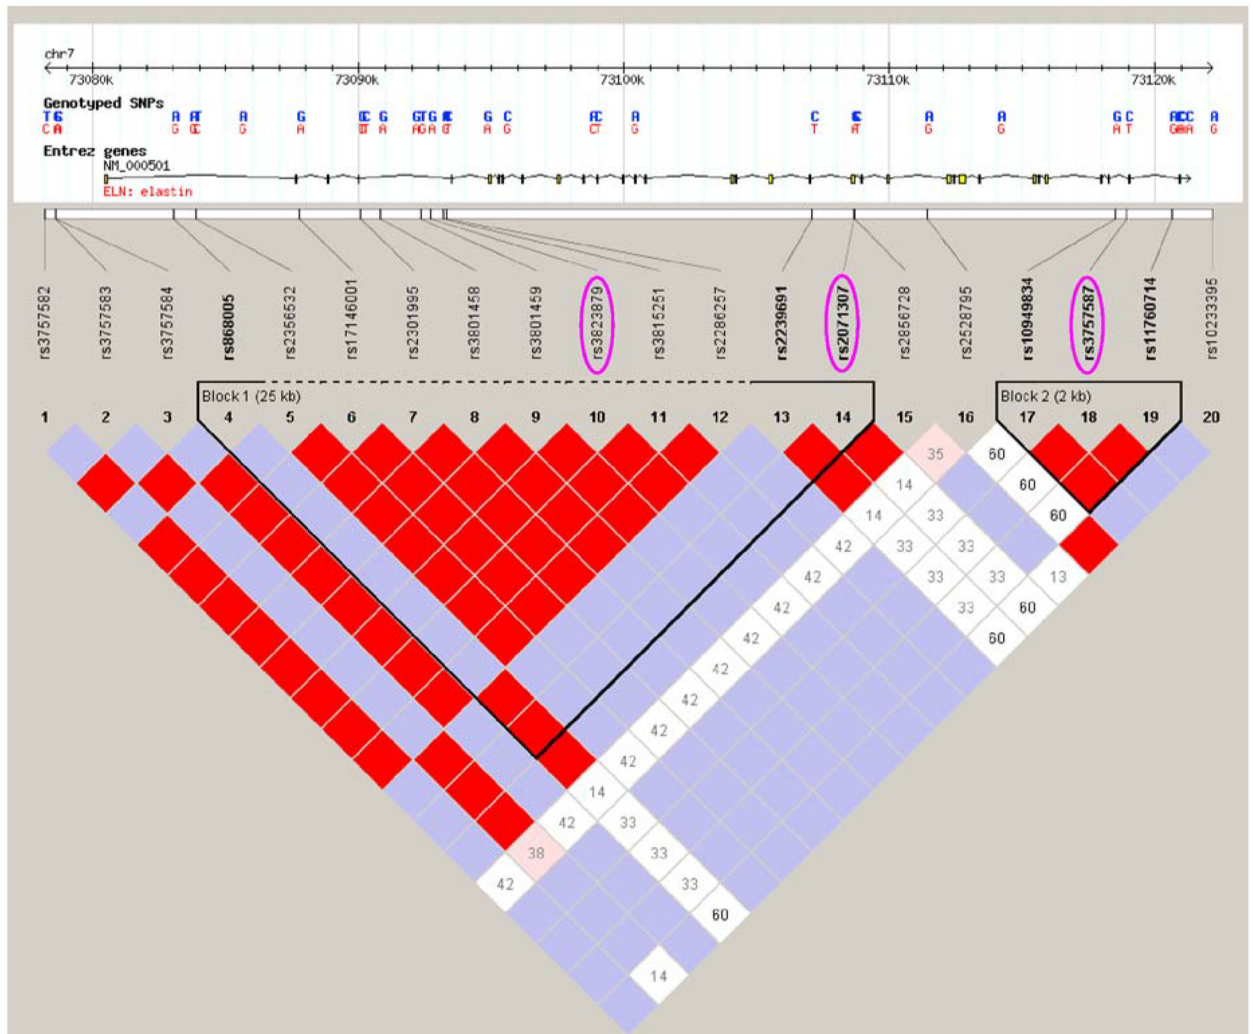 chr7
73080k 73090k 73100k 73110k 73120k
Genotyped SNPs
Entrez genes
NM_000501
ELN: elastin
rs3757582 rs3757583 rs3757584 rs868005 rs2356532 rs17146001 rs2301995 rs3801458 rs3801459 rs3823879 rs3815251 rs2286257 rs2239691 rs2071307 rs2856728 rs2528795 rs10949834 rs3757587 rs11760714 rs10233395
Block 1 (25 kb) Block 2 (2 kb)
1 2 3 4 5 6 7 8 9 10 11 12 13 14 15 16 17 18 19 20
35 60
14 60
14 33 60
42 33 33
42 33 33 13
42 33 60
42 60
42
42
42
42
14
42 33
38 33
42 33
60
14